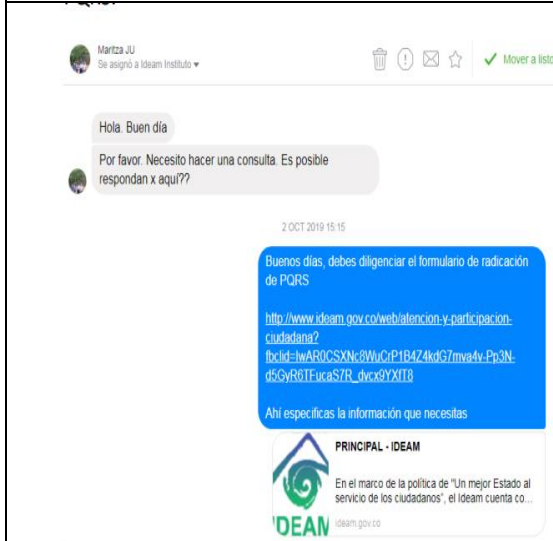 PQRS.
Maritza JU
Se asignó a Ideam Instituto
Mover a listo
Hola. Buen día
Por favor. Necesito hacer una consulta. Es posible
respondan x aquí??
2 OCT 2019 15:15
Buenos días, debes diligenciar el formulario de radicación
de PQRS
http://www.ideam.gov.co/web/atencion-y-participacion-
ciudadana?
fbclid=IwAR0CSXNc8WuCrP1B4Z4kdG7mva4v-Pp3N-
d5GyR6TFucaS7R_dvcx9YXfT8
Ahí especificas la información que necesitas
PRINCIPAL - IDEAM
En el marco de la política de "Un mejor Estado al
servicio de los ciudadanos", el Ideam cuenta co...
ideam.gov.co
IDEAM